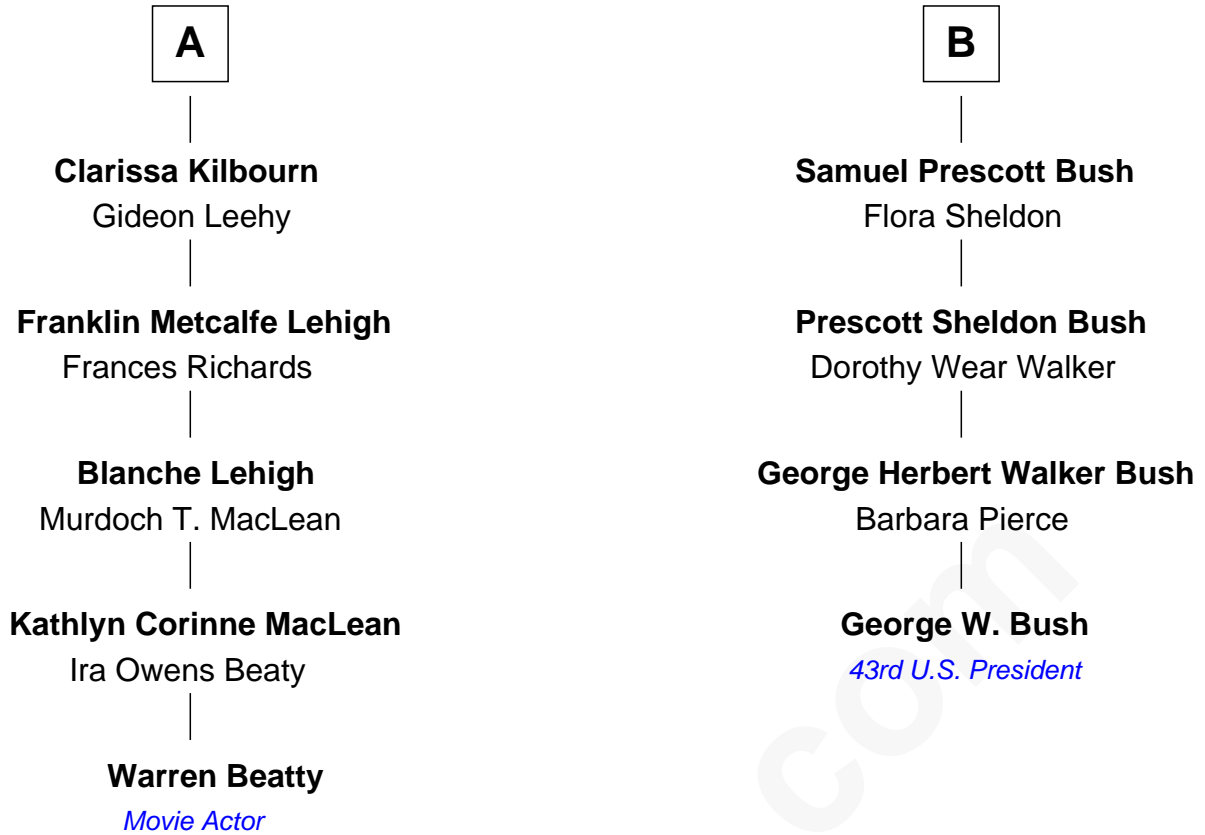 A
Clarissa Kilbourn
Gideon Leehy
Franklin Metcalfe Lehigh
Frances Richards
Blanche Lehigh
Murdoch T. MacLean
Kathlyn Corinne MacLean
Ira Owens Beaty
Warren Beatty
Movie Actor
B
Samuel Prescott Bush
Flora Sheldon
Prescott Sheldon Bush
Dorothy Wear Walker
George Herbert Walker Bush
Barbara Pierce
George W. Bush
43rd U.S. President
com